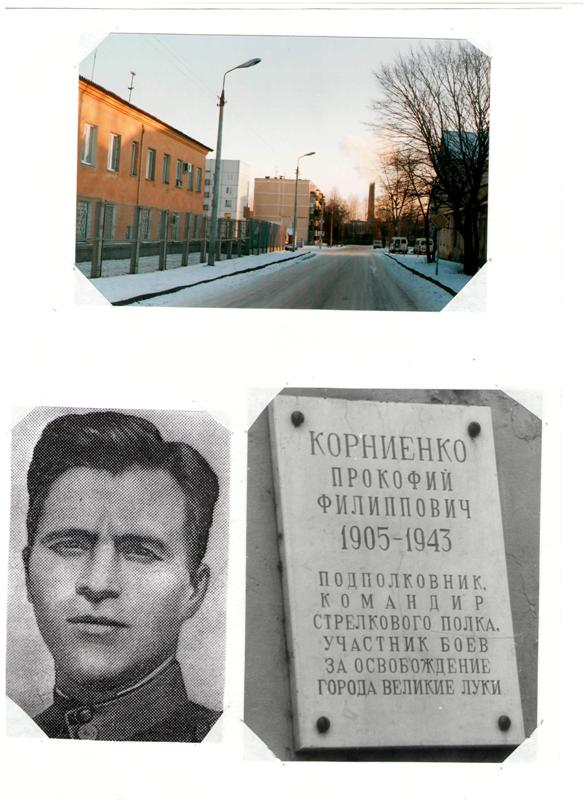 КОРНИЕНКО
ПРОКОФИЙ
ФИЛИППОВИЧ
1905-1943
ПОДПОЛКОВНИК,
КОМАНДИР
СТРЕЛКОВОГО ПОЛКА,
УЧАСТНИК БОЕВ
ЗА ОСВОБОЖДЕНИЕ
ГОРОДА ВЕЛИКИЕ ЛУКИ